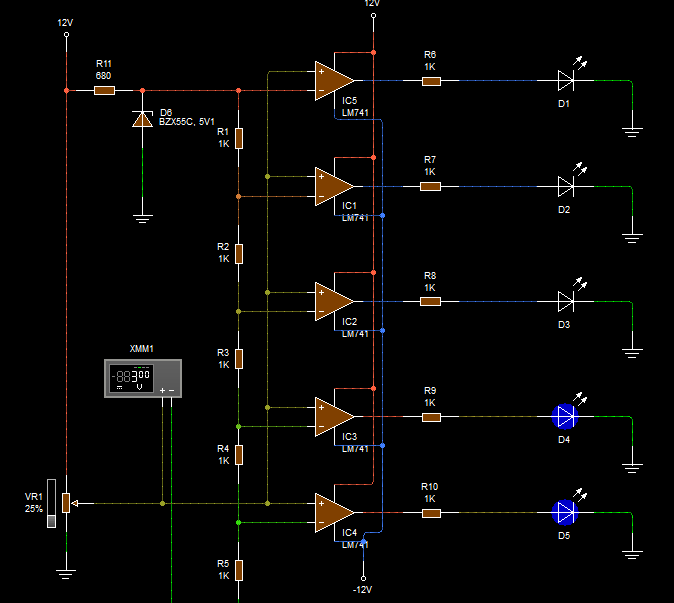 12V
12V
R11
680
D6
BZX55C, 5V1
R1
1K
IC5
LM741
R6
1K
D1
IC1
LM741
R7
1K
D2
R2
1K
IC2
LM741
R8
1K
D3
XMM1
300
V
+ −
R3
1K
IC3
LM741
R9
1K
D4
R4
1K
VR1
25%
IC4
LM741
R10
1K
D5
R5
1K
-12V